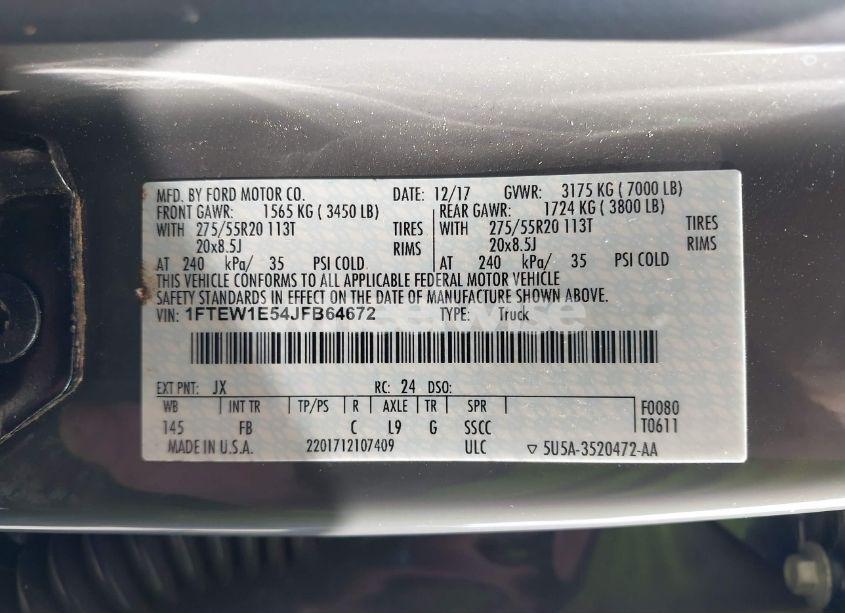 MFD. BY FORD MOTOR CO. DATE: 12/17 GVWR: 3175 KG ( 7000 LB)
FRONT GAWR: 1565 KG ( 3450 LB) REAR GAWR: 1724 KG ( 3800 LB)
WITH 275/55R20 113T TIRES WITH 275/55R20 113T TIRES
20x8.5J RIMS 20x8.5J RIMS
AT 240 kPa/ 35 PSI COLD AT 240 kPa/ 35 PSI COLD
THIS VEHICLE CONFORMS TO ALL APPLICABLE FEDERAL MOTOR VEHICLE
SAFETY STANDARDS IN EFFECT ON THE DATE OF MANUFACTURE SHOWN ABOVE.
VIN: 1FTEW1E54JFB64672 TYPE: Truck
EXT PNT: JX RC: 24 DSO:
WB INT TR TP/PS R AXLE TR SPR F0080
145 FB C L9 G SSCC T0611
MADE IN U.S.A. 2201712107409 ULC ▽ 5U5A-3520472-AA